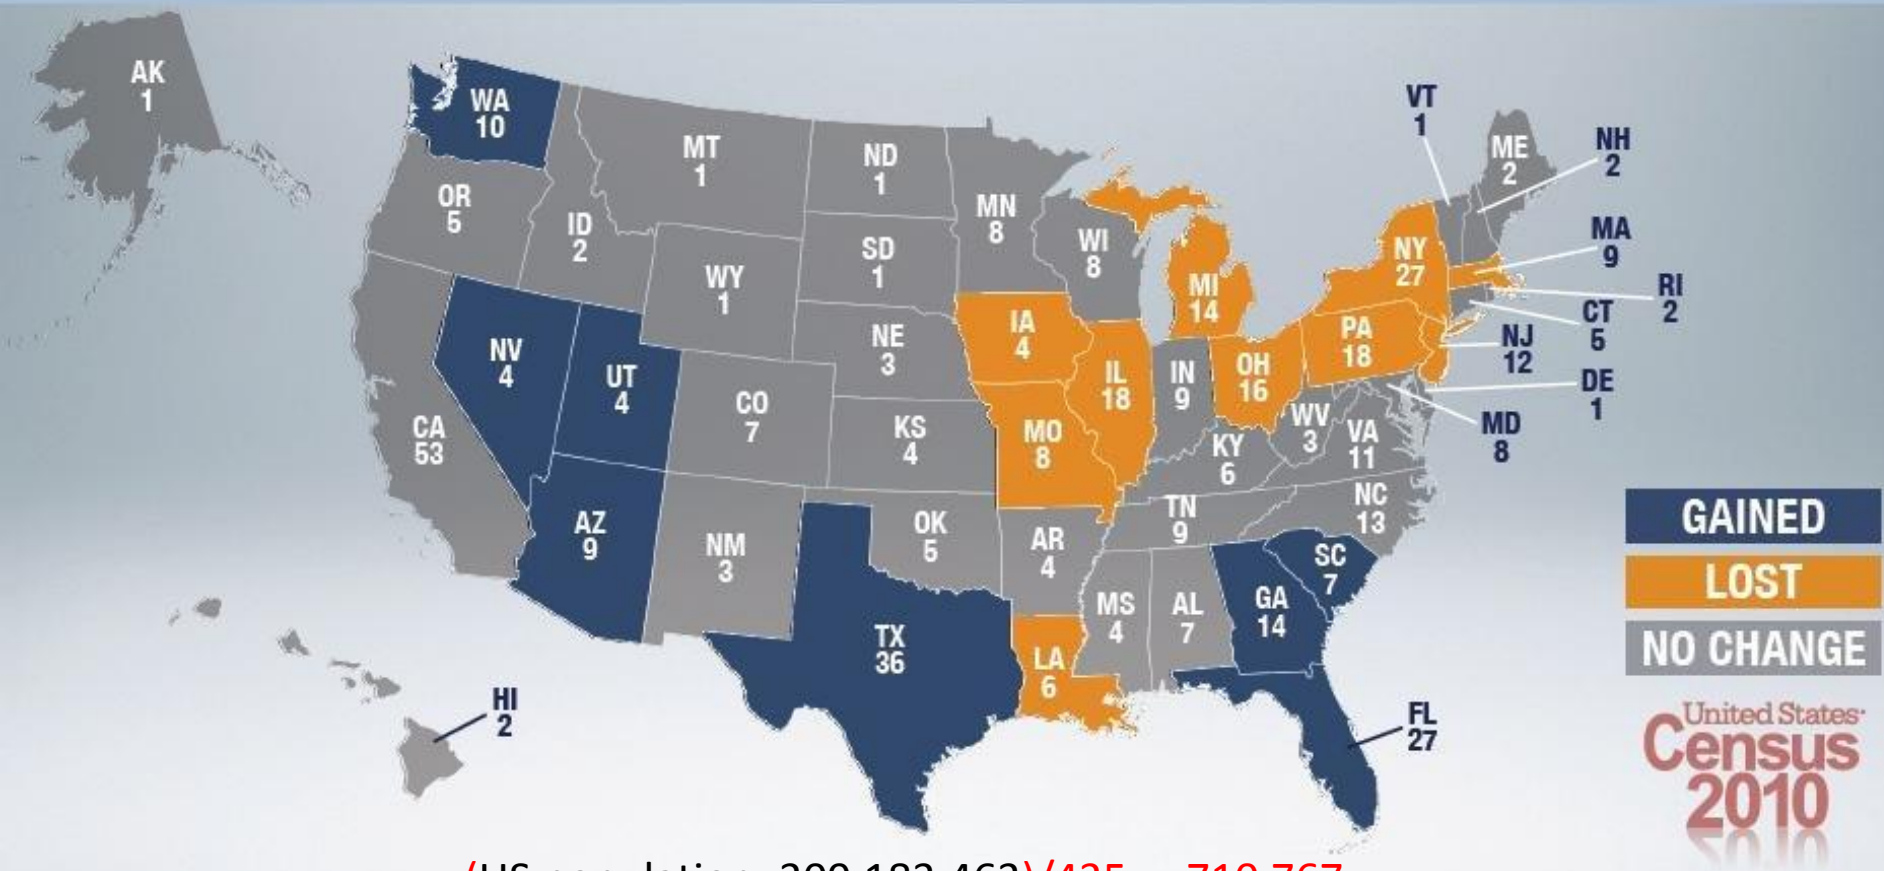 AK
1
WA
10
OR
5
ID
2
MT
1
ND
1
MN
8
WI
8
SD
1
WY
1
NV
4
UT
4
CO
7
CA
53
NE
3
KS
4
IA
4
MO
8
IL
18
IN
9
MI
14
OH
16
PA
18
NY
27
VT
1
ME
2
NH
2
MA
9
RI
2
CT
5
NJ
12
DE
1
MD
8
WV
3
VA
11
KY
6
TN
9
NC
13
SC
7
GA
14
AL
7
MS
4
LA
6
AR
4
OK
5
TX
36
NM
3
AZ
9
HI
2
FL
27
GAINED
LOST
NO CHANGE
United States
Census
2010